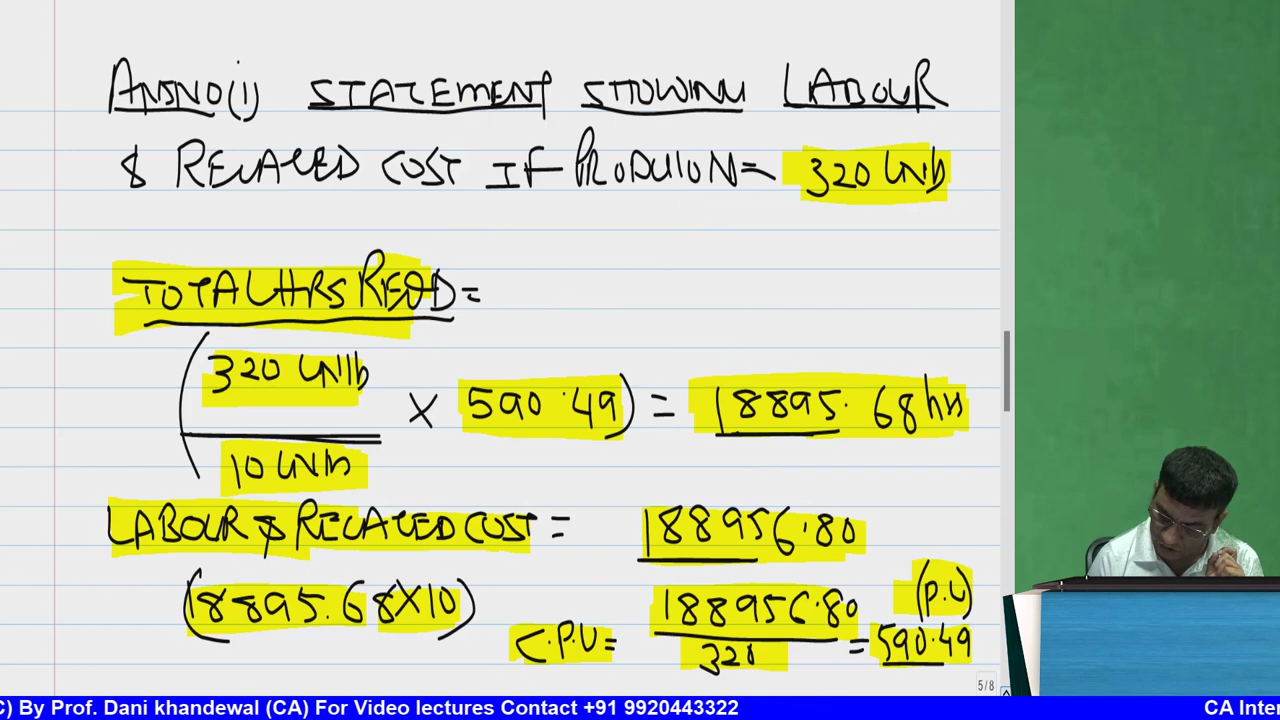 ANSNO(i) STATEMENT SHOWING LABOUR
& RELATED COST IF PRODUCTION = 320 Units
TOTAL HRS REQD =
(320 Units / 10 Units × 590.49) = 18895.68 hrs
LABOUR & RELATED COST = 188956.80
(18895.68×10)
C.P.U = 188956.80 / 320 = 590.49 (P.U)
5/8
C) By Prof. Dani khandewal (CA) For Video lectures Contact +91 9920443322
CA Inter